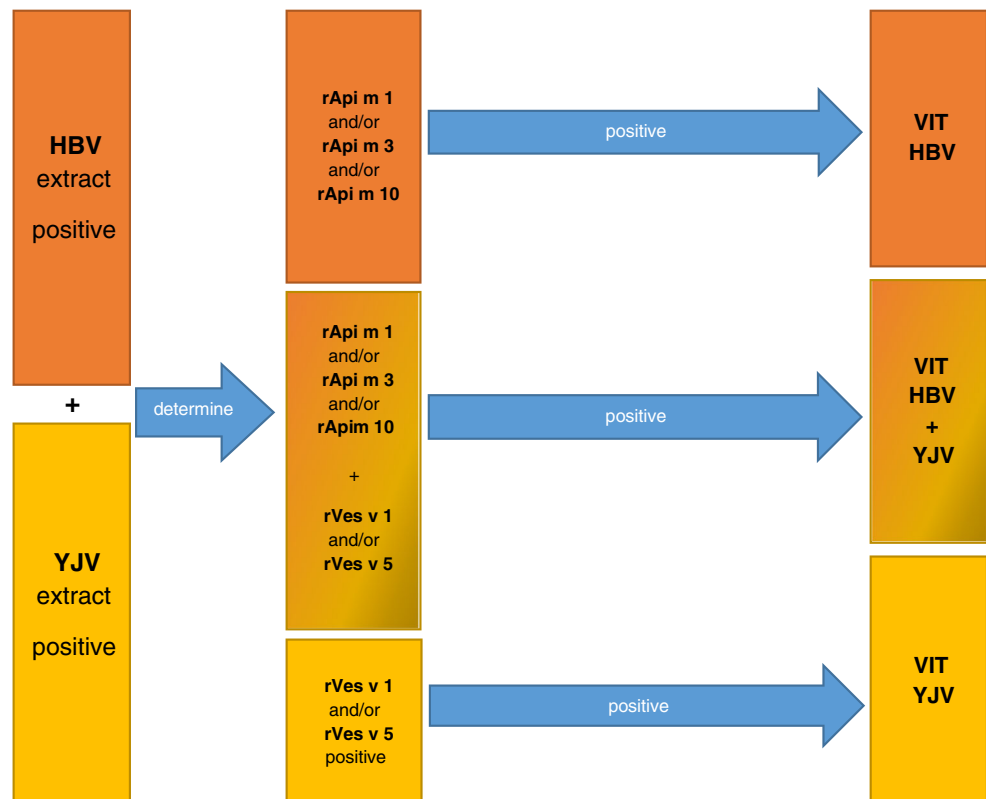 HBV
extract
positive
+
YJV
extract
positive
determine
rApi m 1
and/or
rApi m 3
and/or
rApi m 10
positive
VIT
HBV
rApi m 1
and/or
rApi m 3
and/or
rApim 10
+
rVes v 1
and/or
rVes v 5
positive
VIT
HBV
+
YJV
rVes v 1
and/or
rVes v 5
positive
positive
VIT
YJV